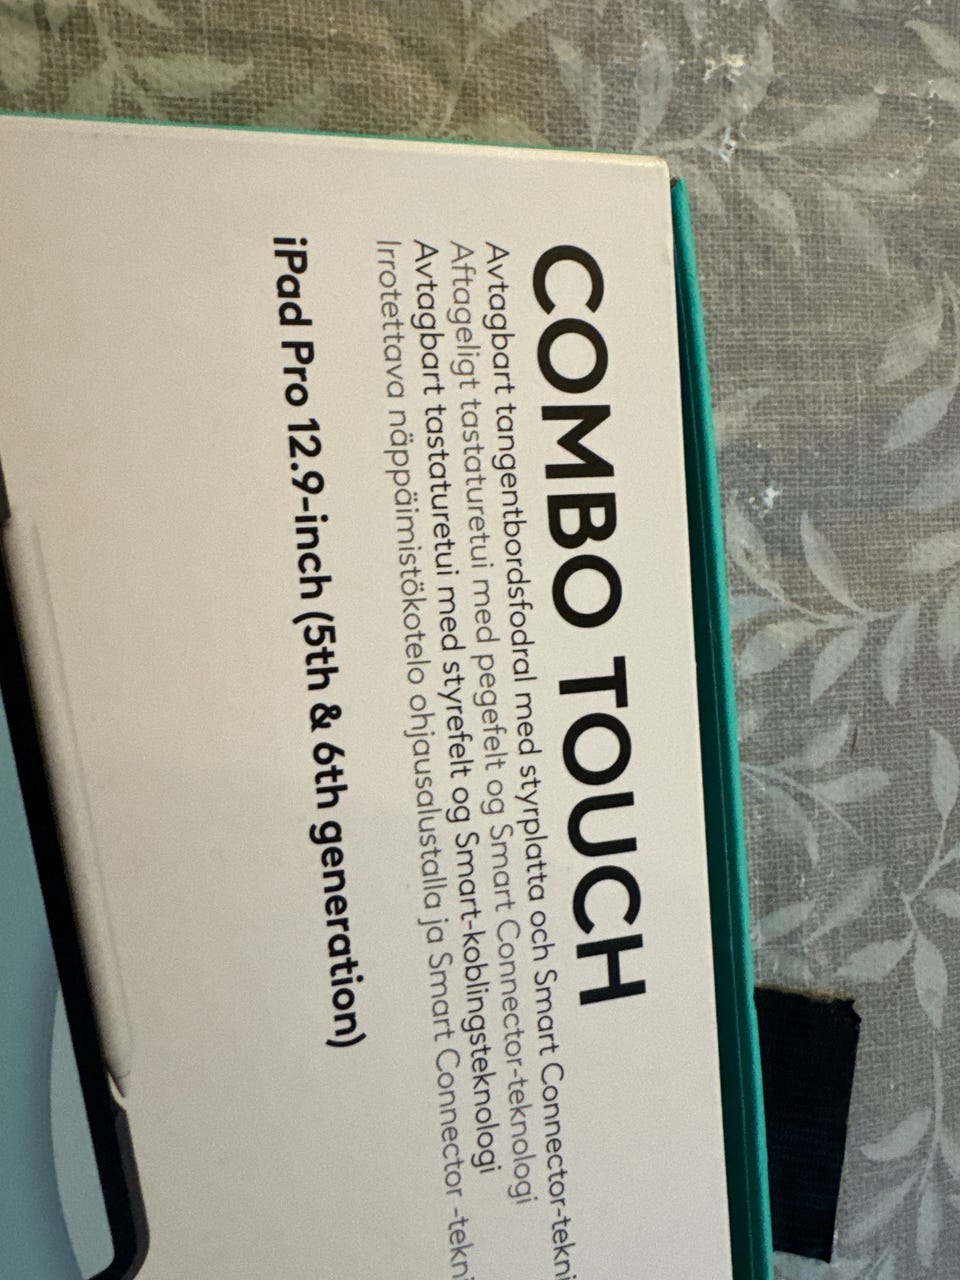 COMBO TOUCH
Avtagbart tangentbordsfodral med styrplatta och Smart Connector-tekni
Aftageligt tastaturetui med pegefelt og Smart Connector-teknologi
Avtagbart tastaturetui med styrefelt og Smart-koblingsteknologi
Irrotettava näppäimistökotelo ohjausalustalla ja Smart Connector -tekni
iPad Pro 12.9-inch (5th & 6th generation)